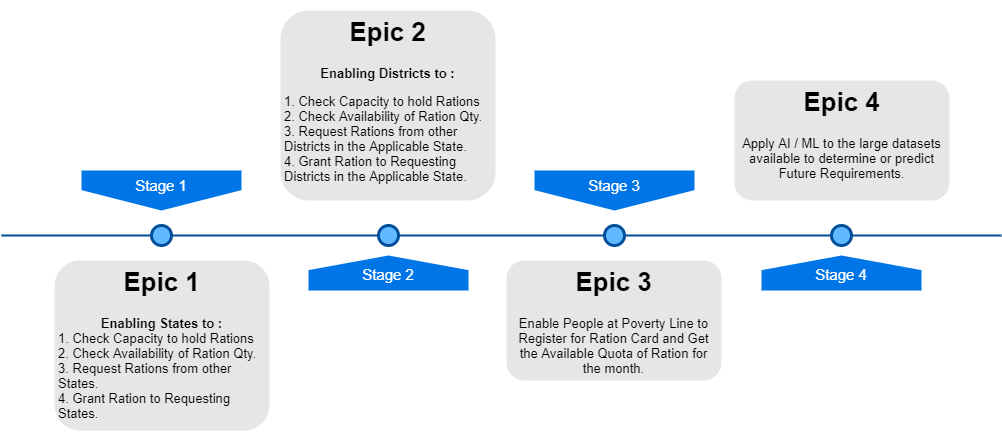 Epic 2
Enabling Districts to :
1. Check Capacity to hold Rations
2. Check Availability of Ration Qty.
3. Request Rations from other
Districts in the Applicable State.
4. Grant Ration to Requesting
Districts in the Applicable State.
Epic 4
Apply AI / ML to the large datasets
available to determine or predict
Future Requirements.
Stage 1
Stage 3
Stage 2
Stage 4
Epic 1
Enabling States to :
1. Check Capacity to hold Rations
2. Check Availability of Ration Qty.
3. Request Rations from other
States.
4. Grant Ration to Requesting
States.
Epic 3
Enable People at Poverty Line to
Register for Ration Card and Get
the Available Quota of Ration for
the month.